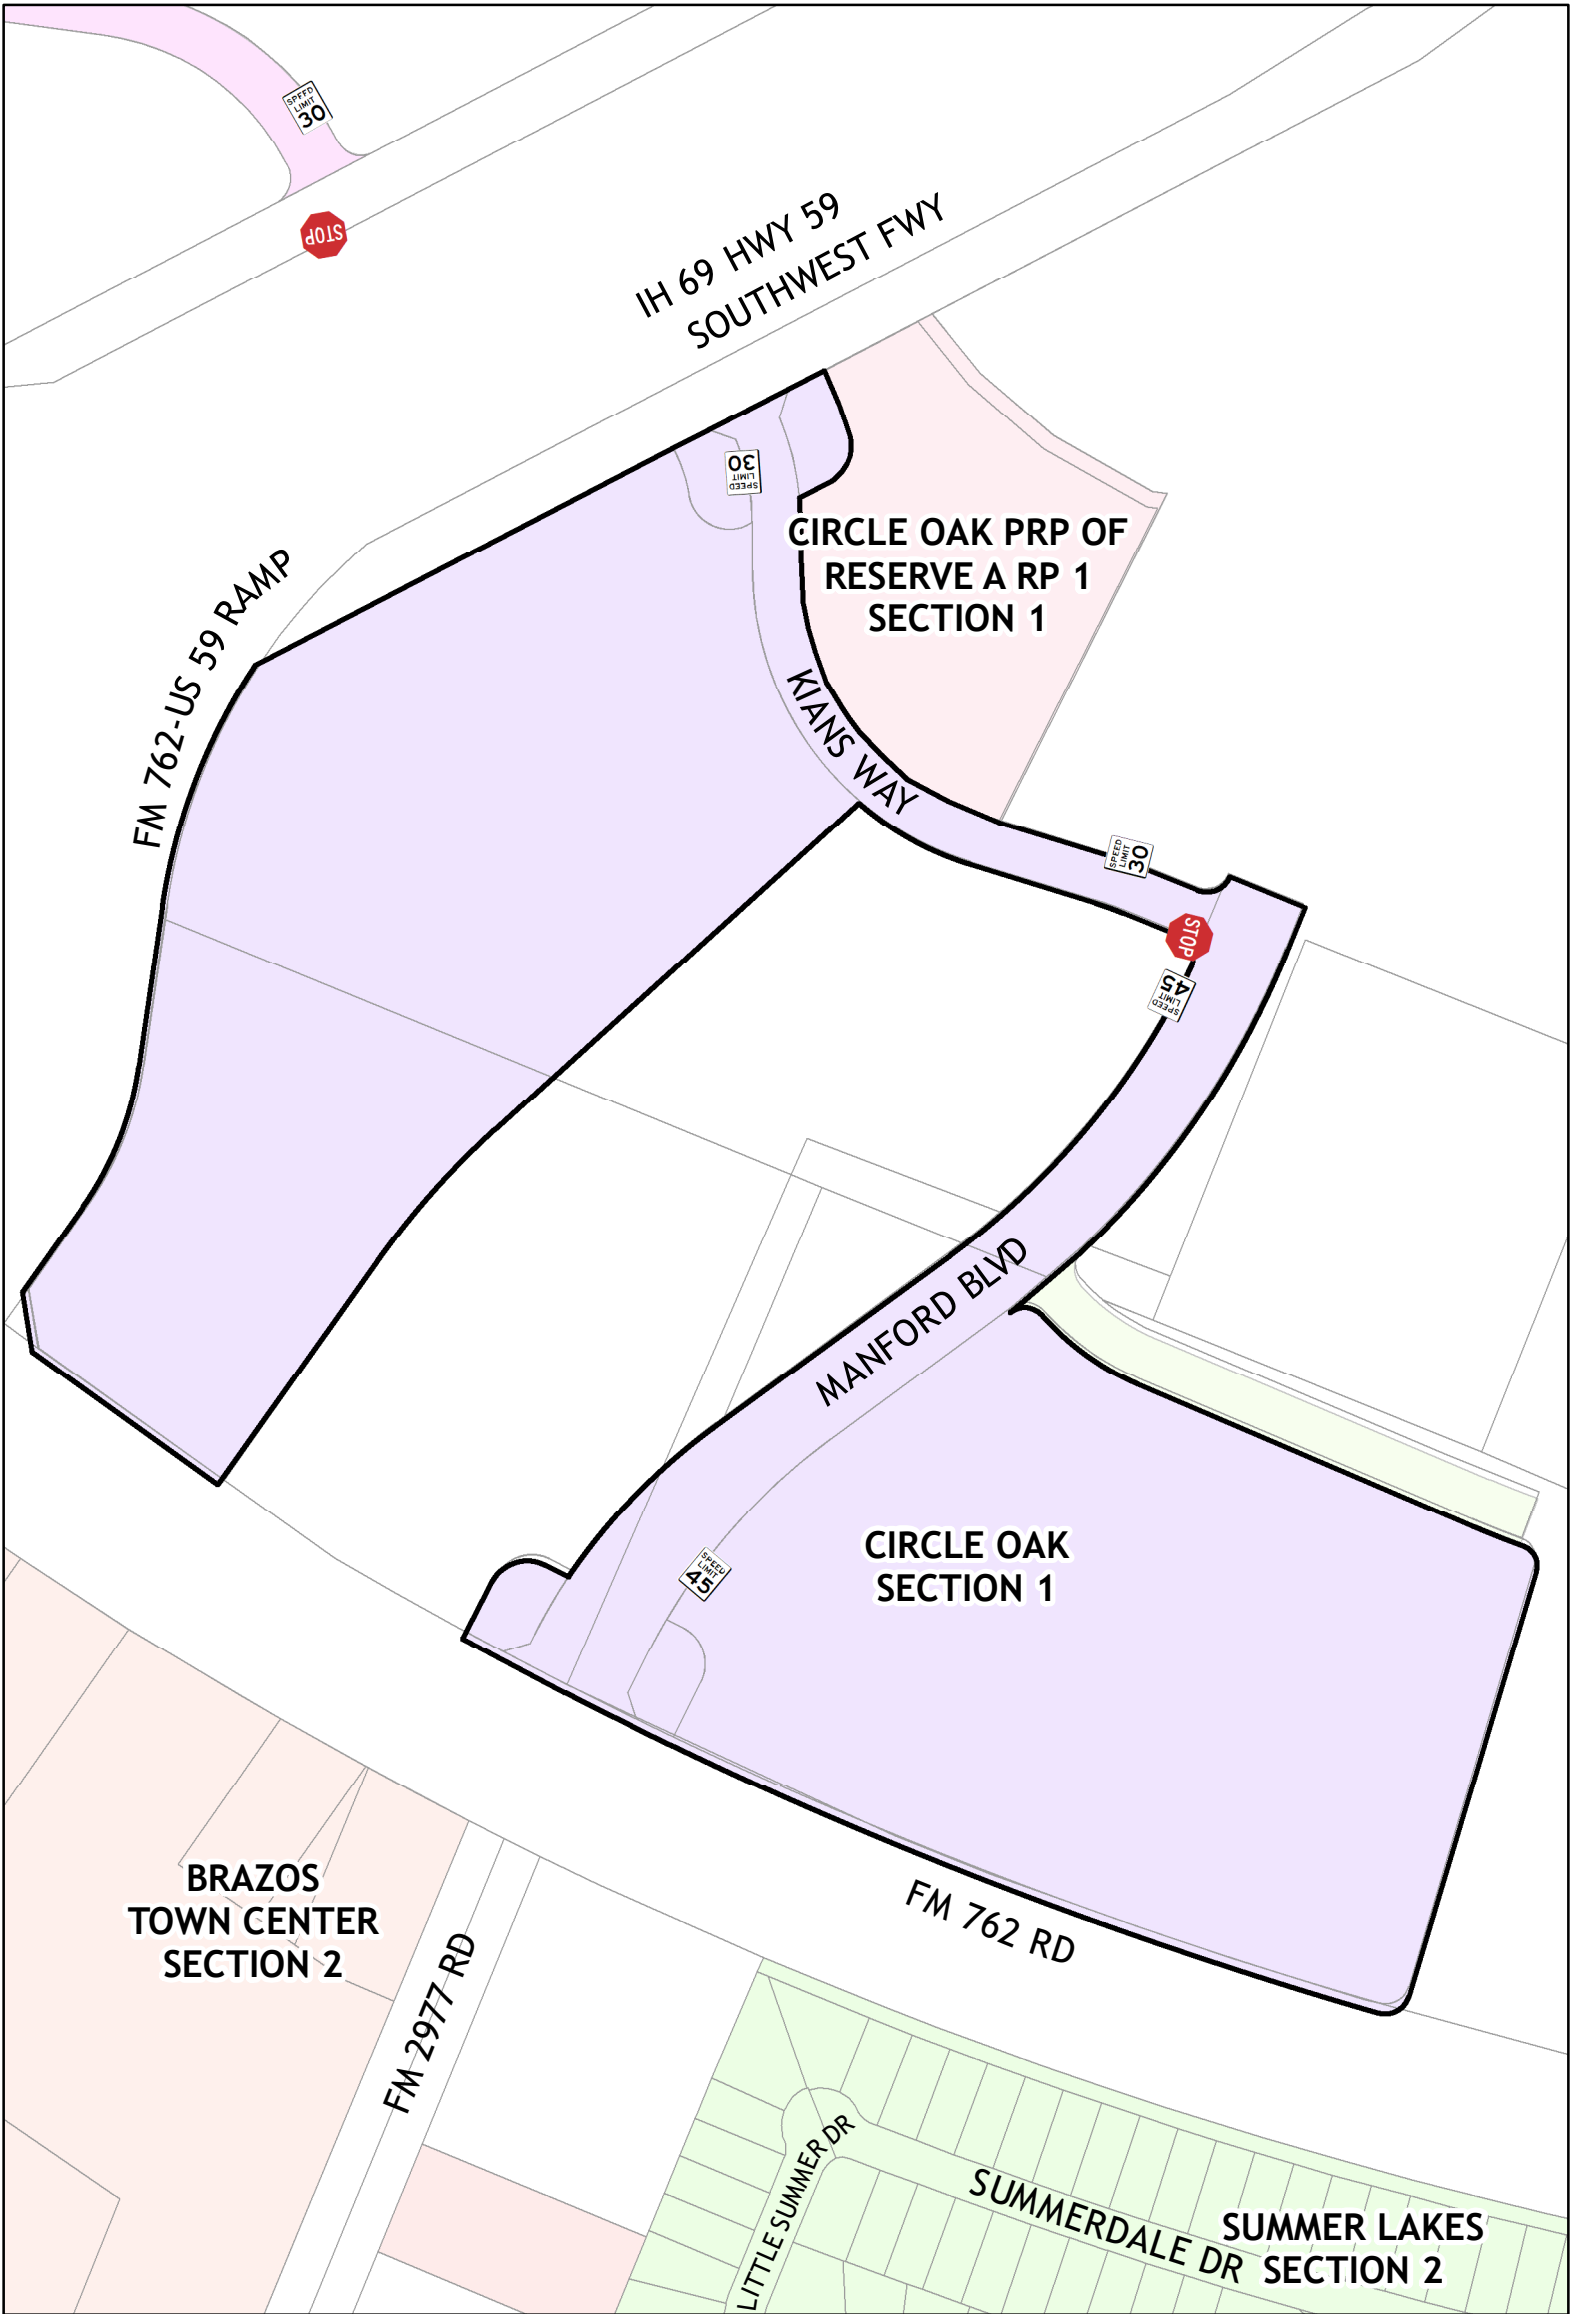 SPEED
LIMIT
30
STOP
IH 69 HWY 59
SOUTHWEST FWY
SPEED
LIMIT
30
CIRCLE OAK PRP OF
RESERVE A RP 1
SECTION 1
FM 762-US 59 RAMP
KIANS WAY
SPEED
LIMIT
30
STOP
SPEED
LIMIT
45
MANFORD BLVD
CIRCLE OAK
SECTION 1
SPEED
LIMIT
45
BRAZOS
TOWN CENTER
SECTION 2
FM 762 RD
FM 2977 RD
LITTLE SUMMER DR
SUMMERDALE DR
SUMMER LAKES
SECTION 2